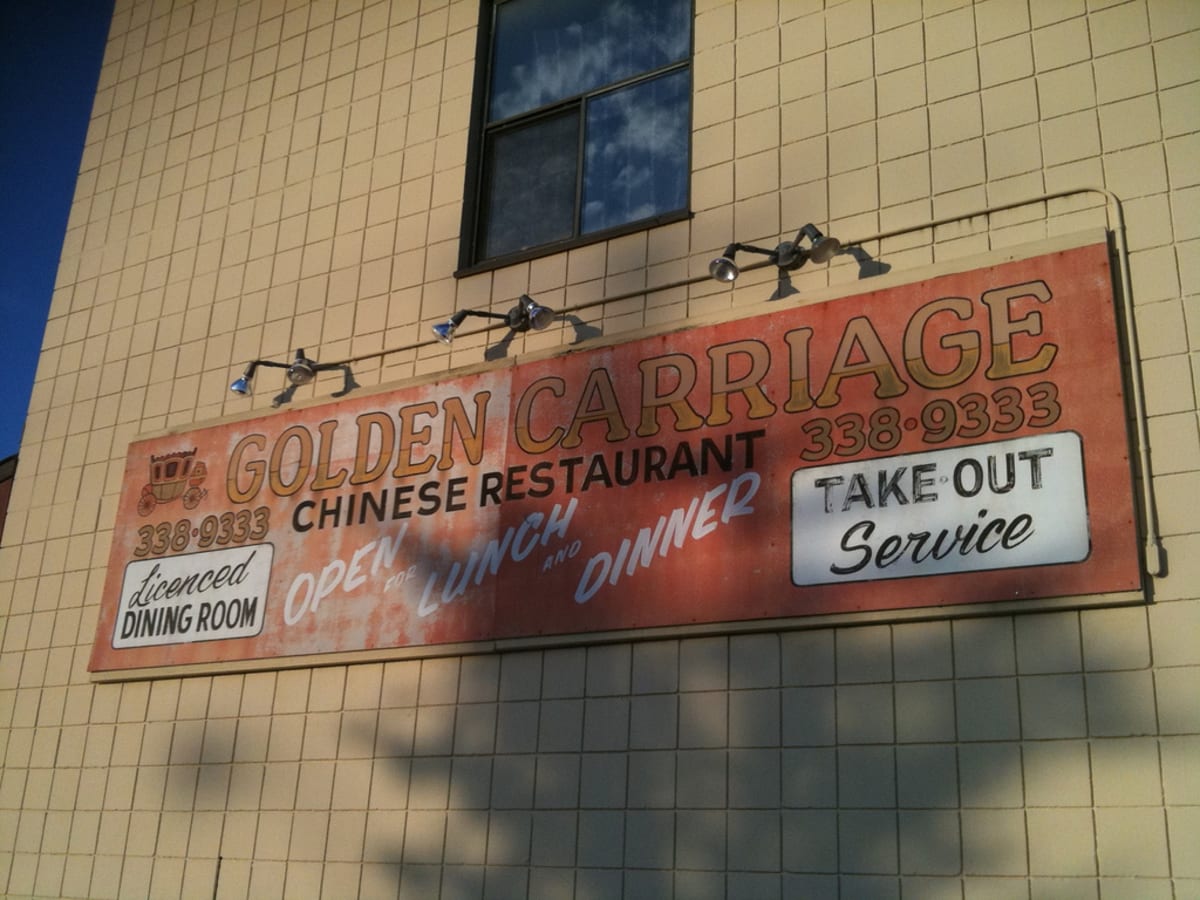 GOLDEN CARRIAGE
CHINESE RESTAURANT
338·9333
338·9333
Licenced
DINING ROOM
OPEN FOR LUNCH AND DINNER
TAKE·OUT
Service